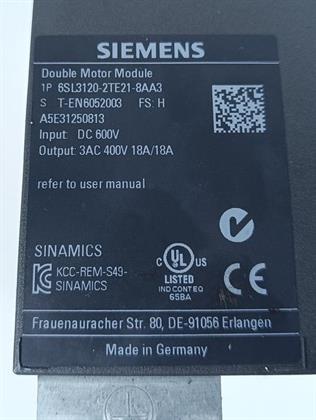 SIEMENS
Double Motor Module
1P 6SL3120-2TE21-8AA3
S T-EN6052003 FS: H
A5E31250813
Input: DC 600V
Output: 3AC 400V 18A/18A
refer to user manual
SINAMICS
KCC-REM-S49-
SINAMICS
C UL US
LISTED
IND CONT EQ
65BA
CE
Frauenauracher Str. 80, DE-91056 Erlangen
Made in Germany